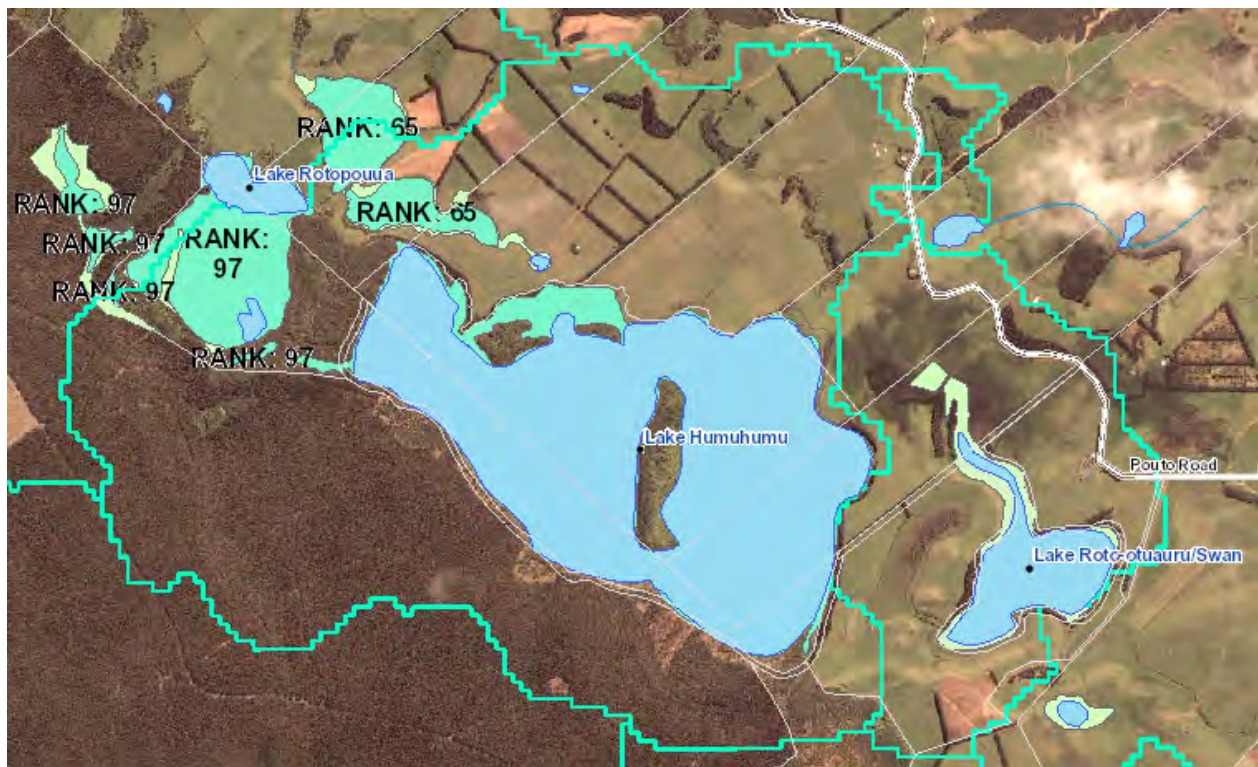 RANK: 65
Lake Rotopouua
RANK: 97
RANK: 65
RANK: 97
RANK:
97
RANK: 97
RANK: 97
Lake Humuhumu
Pouto Road
Lake Roto-otuauru/Swan